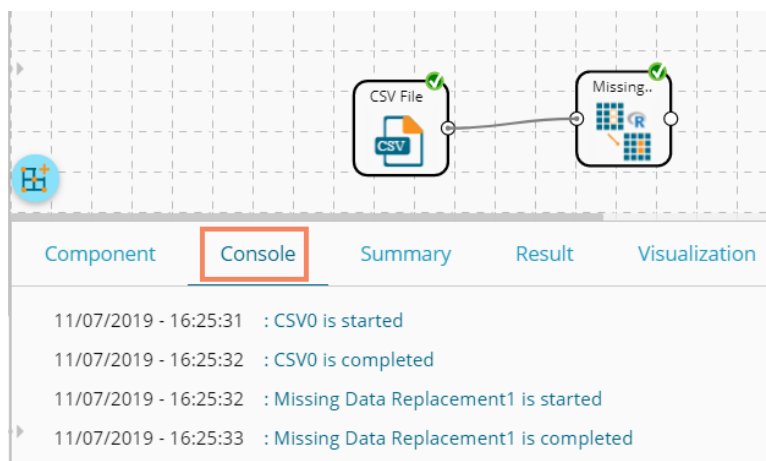 CSV File
Missing..
CSV
R
Component Console Summary Result Visualization
11/07/2019 - 16:25:31 : CSV0 is started
11/07/2019 - 16:25:32 : CSV0 is completed
11/07/2019 - 16:25:32 : Missing Data Replacement1 is started
11/07/2019 - 16:25:33 : Missing Data Replacement1 is completed